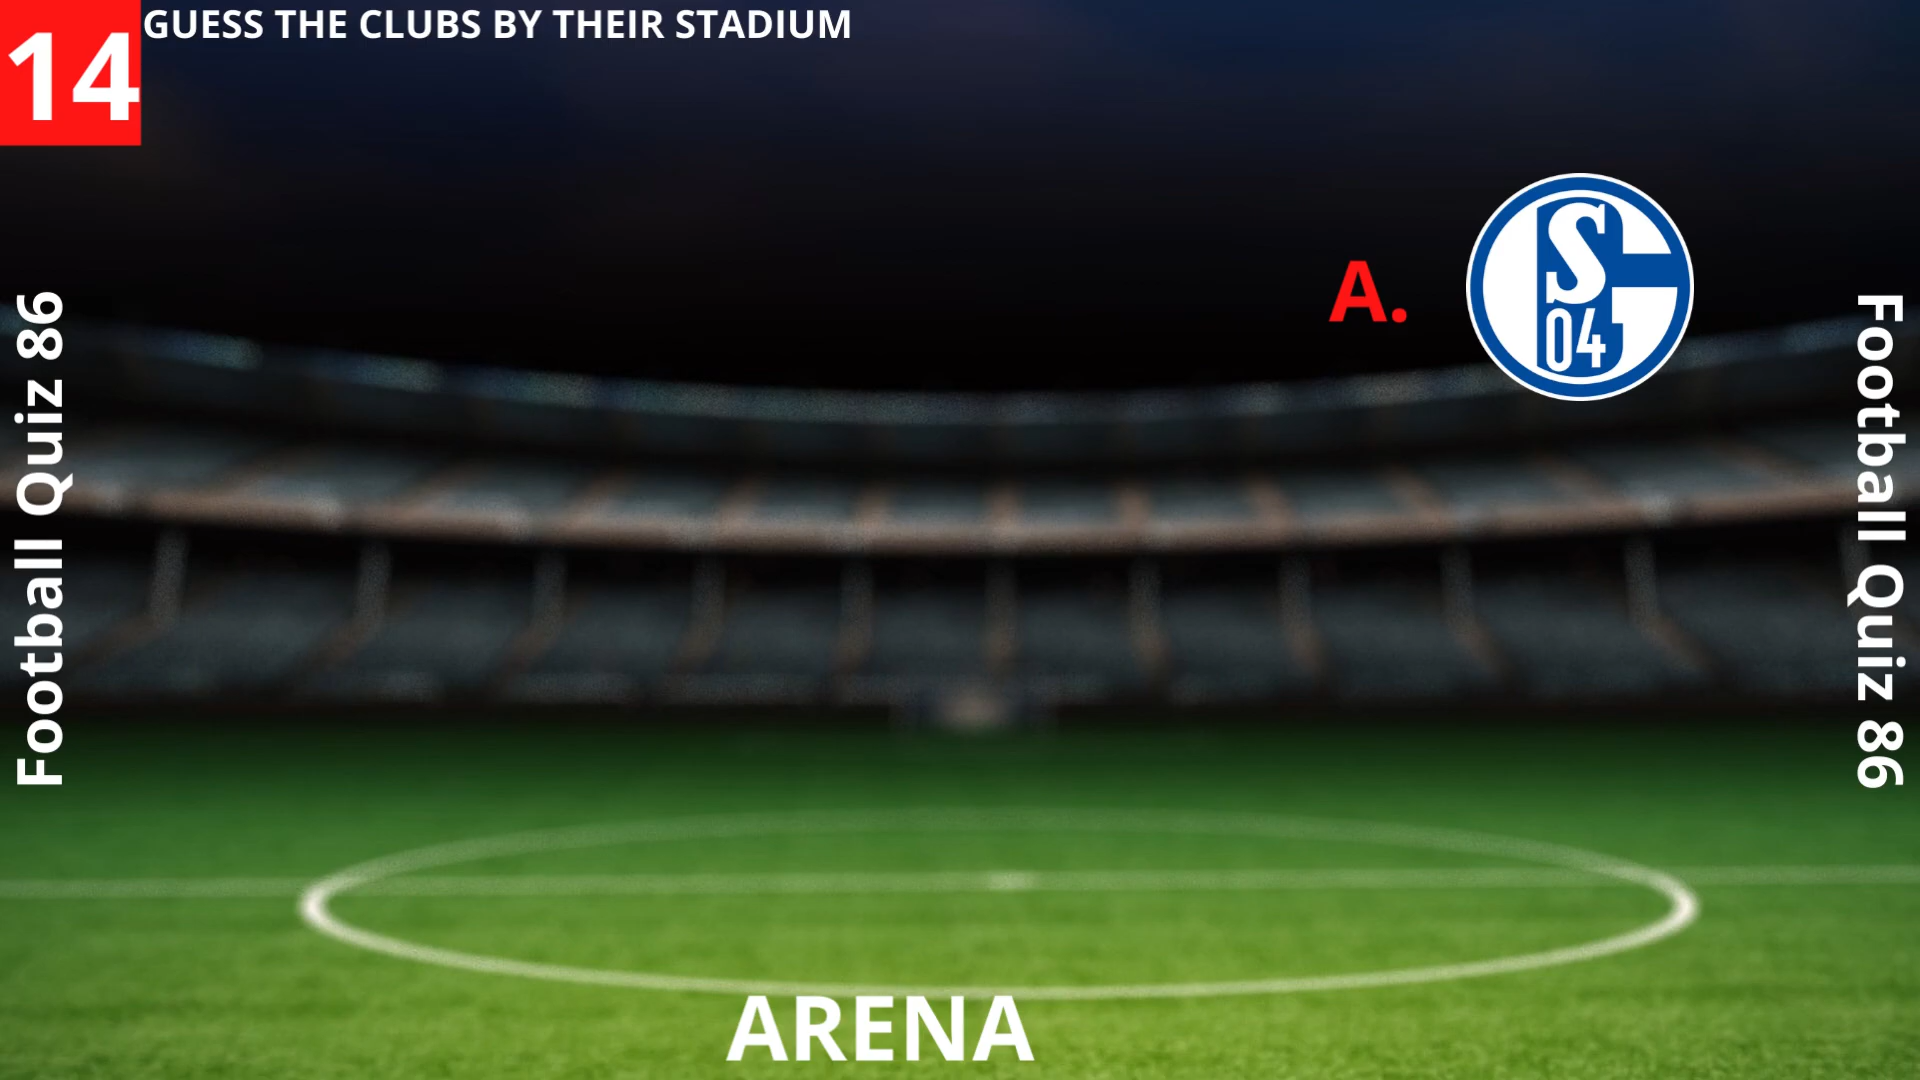 14
GUESS THE CLUBS BY THEIR STADIUM
Football Quiz 86
A.
S
04
Football Quiz 86
ARENA